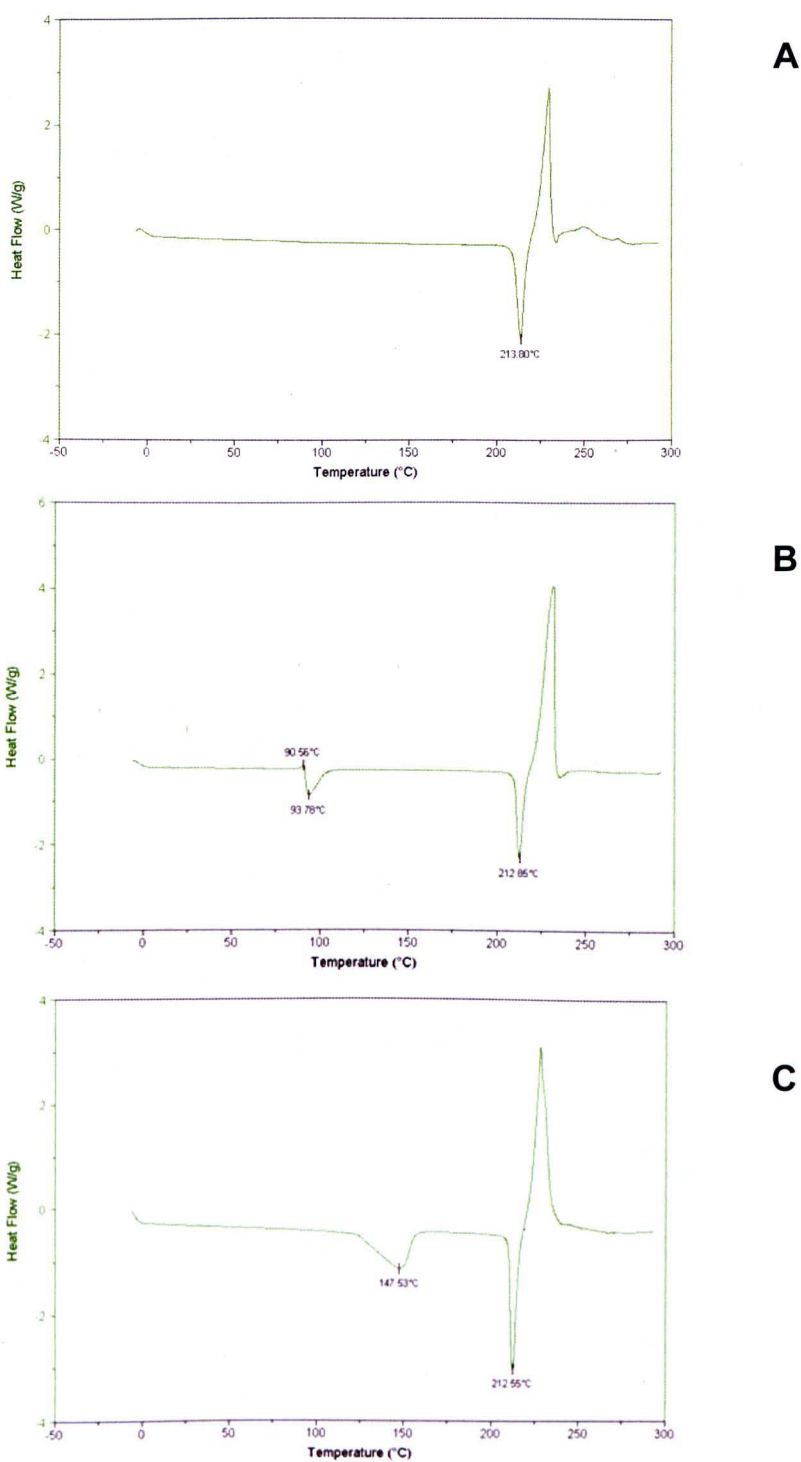 A
4
2
0
-2
-4
Heat Flow (W/g)
213.80°C
-50 0 50 100 150 200 250 300
Temperature (°C)
B
6
4
2
0
-2
-4
Heat Flow (W/g)
90.56°C
93.78°C
212.85°C
-50 0 50 100 150 200 250 300
Temperature (°C)
C
4
2
0
-2
-4
Heat Flow (W/g)
147.53°C
212.55°C
-50 0 50 100 150 200 250 300
Temperature (°C)